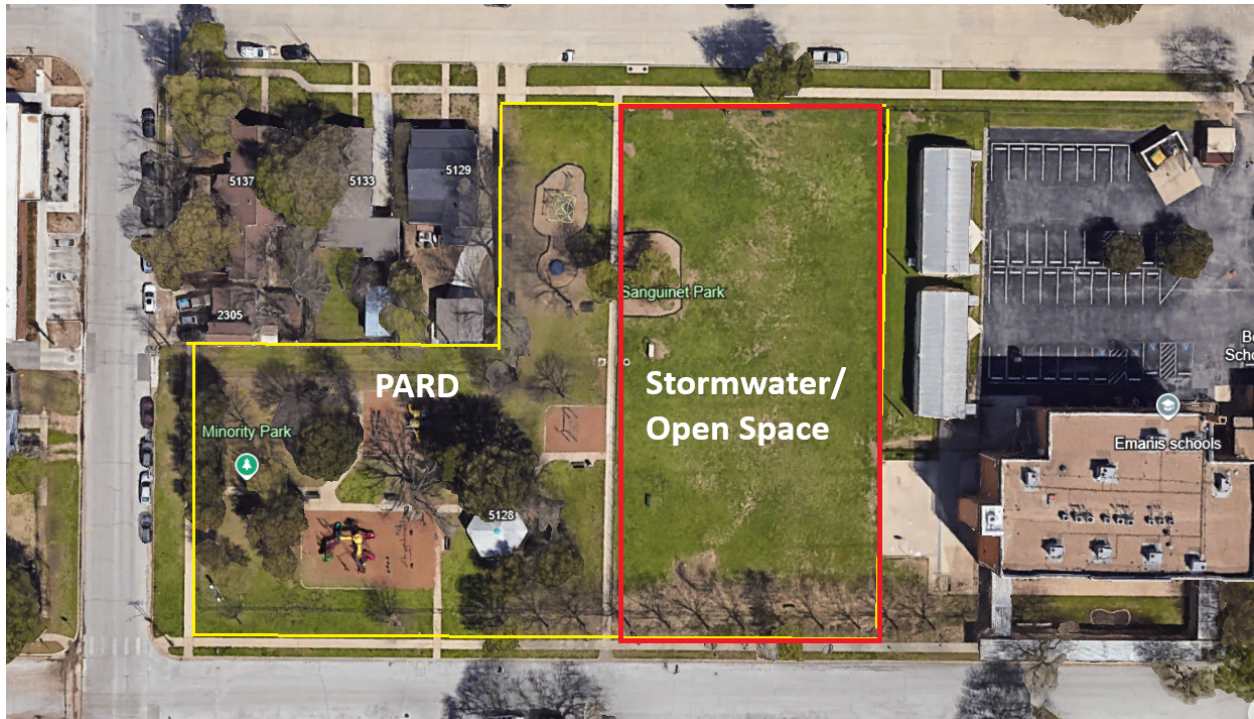 5137
5133
5129
2305
Sanguinet Park
PARD
Stormwater/
Open Space
Minority Park
Emanis schools
5128